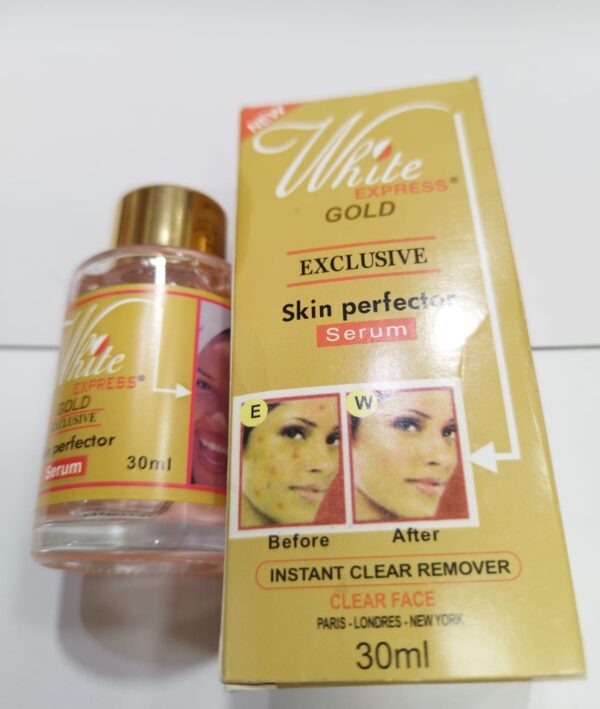 White
EXPRESS®
GOLD
EXCLUSIVE
perfector
Serum
30ml
NEW
White
EXPRESS®
GOLD
EXCLUSIVE
Skin perfector
Serum
E
W
Before
After
INSTANT CLEAR REMOVER
CLEAR FACE
PARIS - LONDRES - NEW YORK
30ml